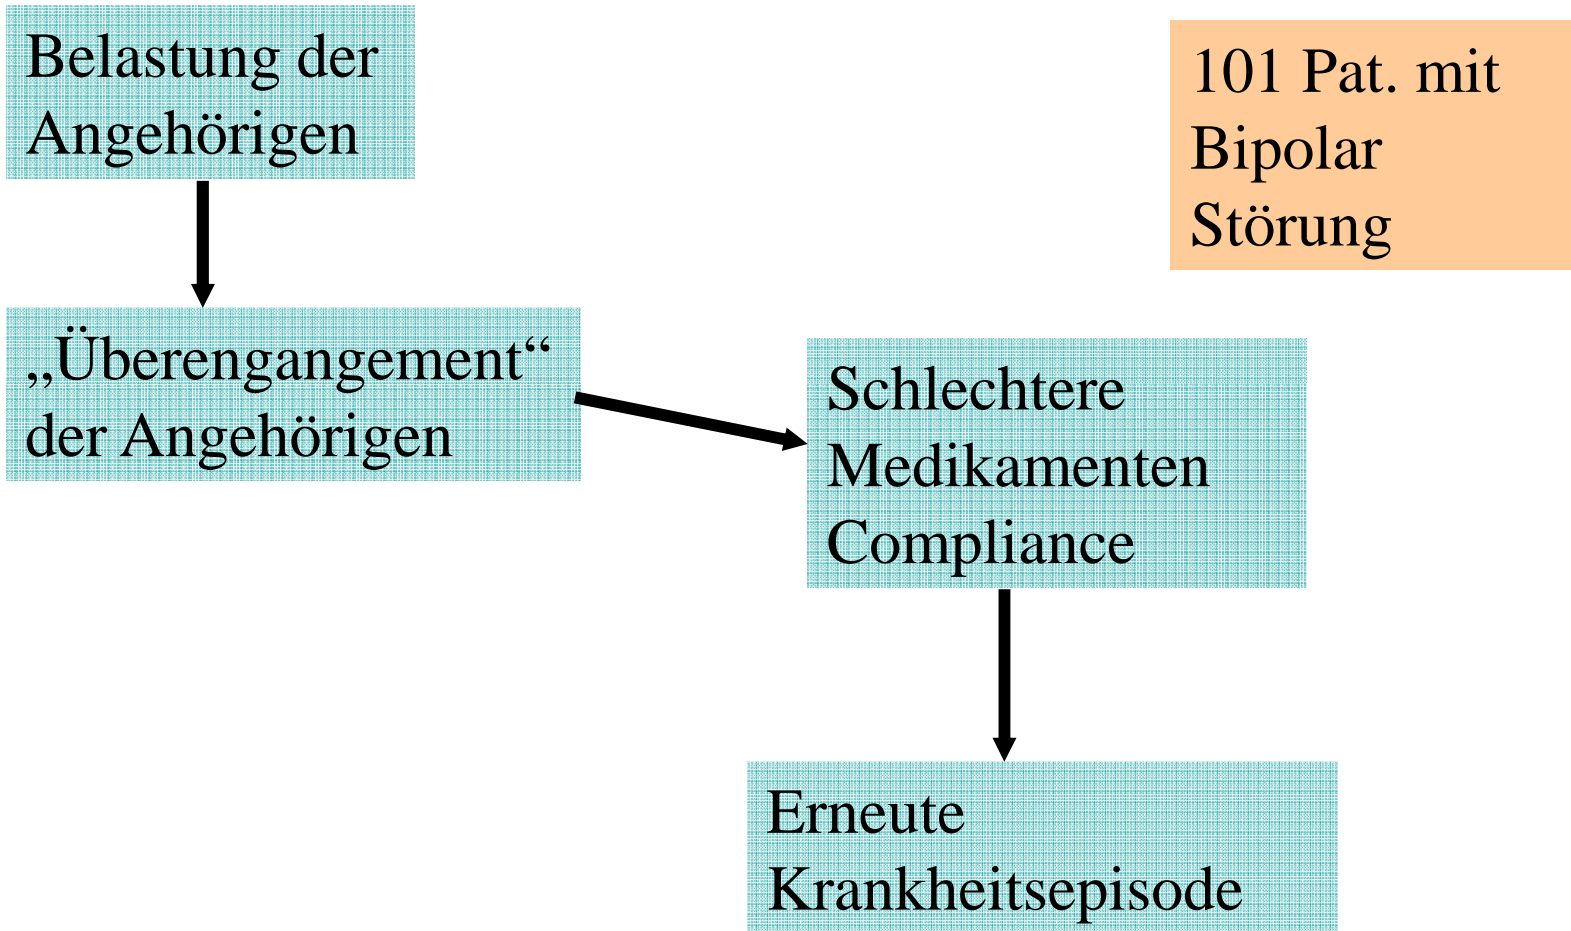 Belastung der
Angehörigen
101 Pat. mit
Bipolar
Störung
„Überengangement“
der Angehörigen
Schlechtere
Medikamenten
Compliance
Erneute
Krankheitsepisode